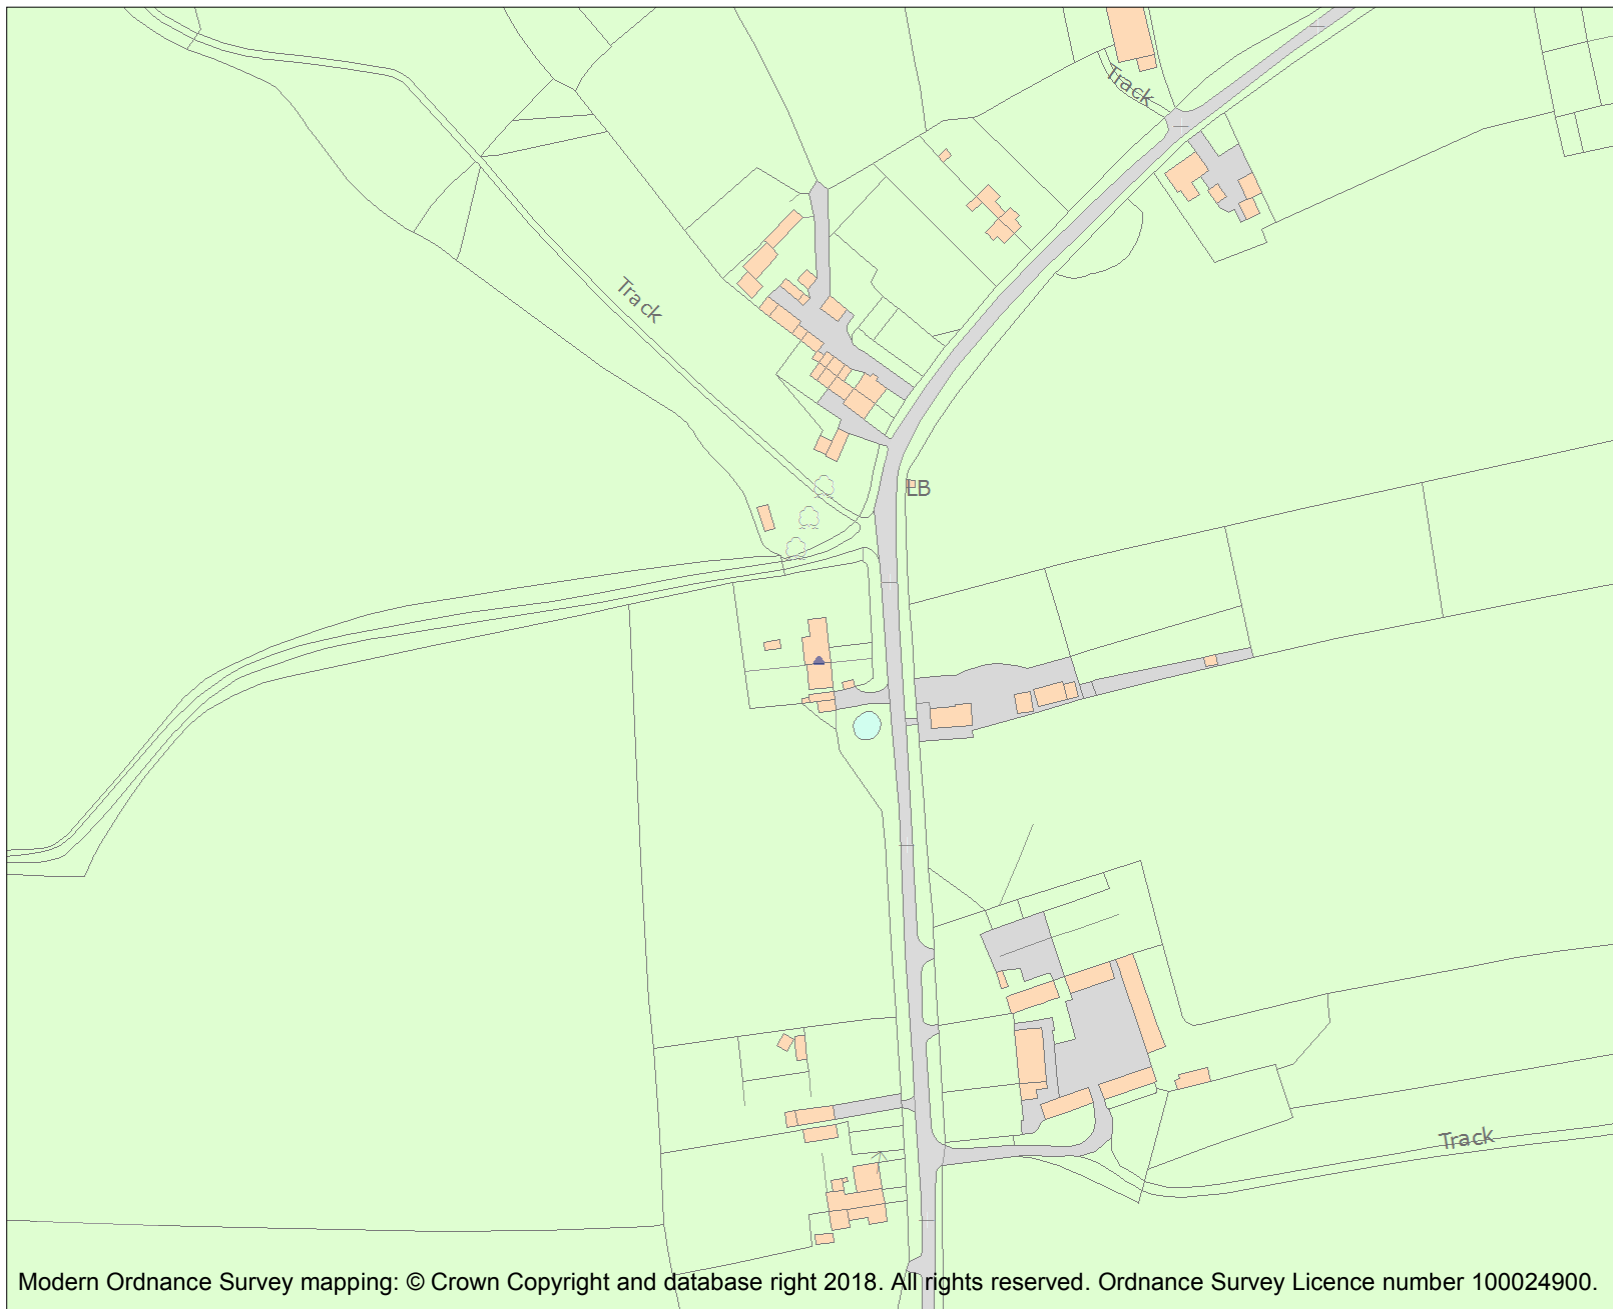 Track
Track
LB
Track
Modern Ordnance Survey mapping: © Crown Copyright and database right 2018. All rights reserved. Ordnance Survey Licence number 100024900.